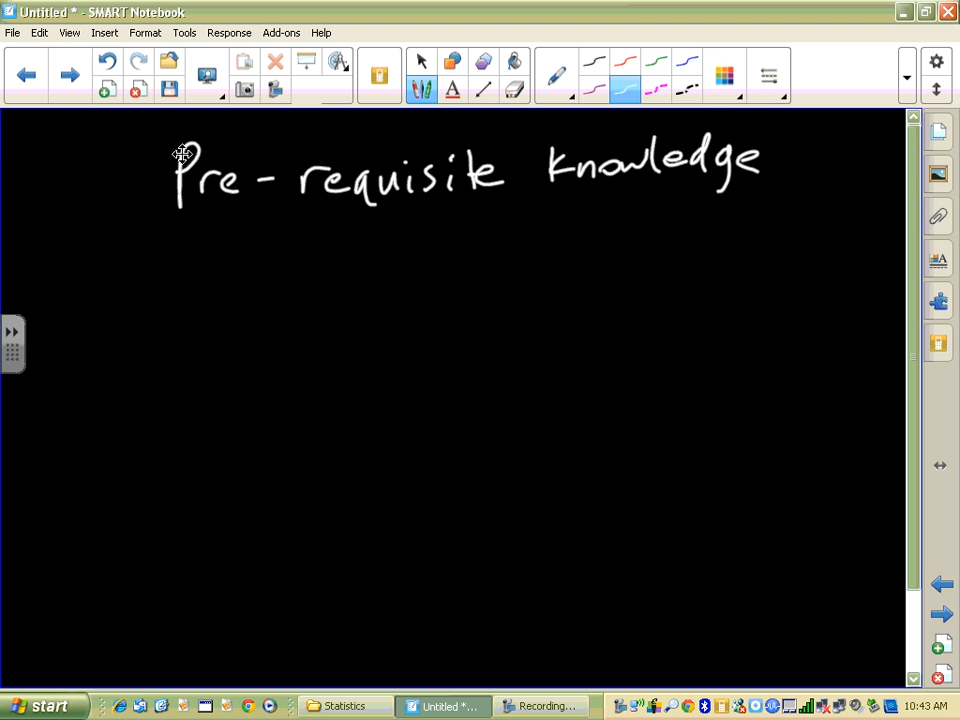 Untitled * - SMART Notebook
File Edit View Insert Format Tools Response Add-ons Help
Pre-requisite knowledge
start Statistics Untitled *... Recording... 10:43 AM